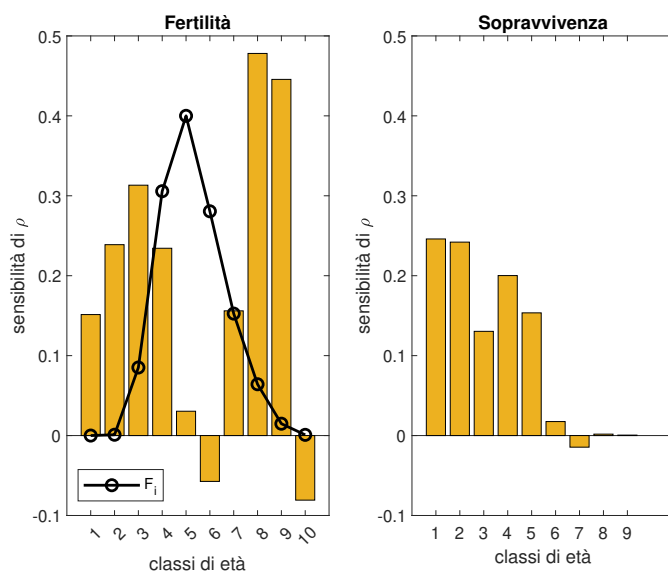 Fertilità
sensibilità di ρ
0.5
0.4
0.3
0.2
0.1
0
-0.1
F_i
1 2 3 4 5 6 7 8 9 10
classi di età
Sopravvivenza
sensibilità di ρ
0.5
0.4
0.3
0.2
0.1
0
-0.1
1 2 3 4 5 6 7 8 9
classi di età